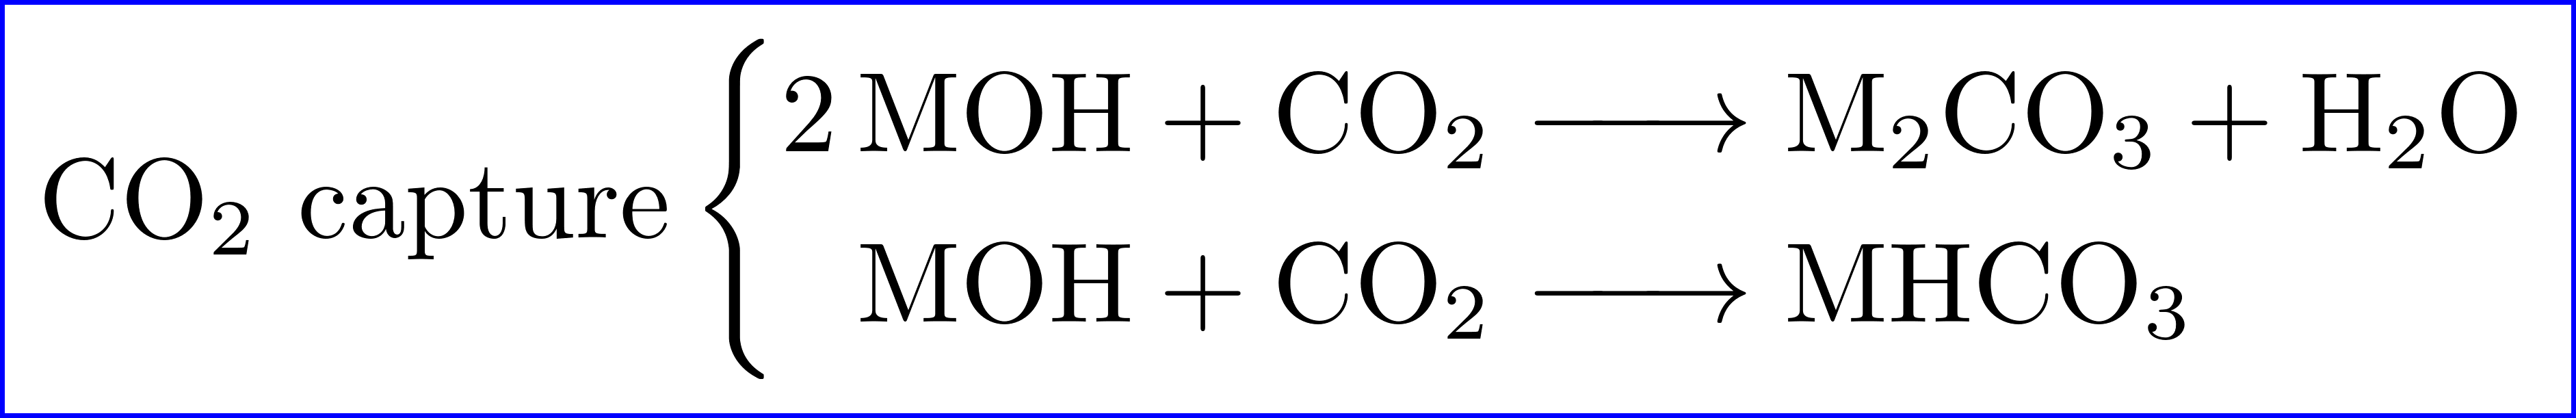 CO₂ capture
2 MOH + CO₂ ⟶ M₂CO₃ + H₂O
MOH + CO₂ ⟶ MHCO₃